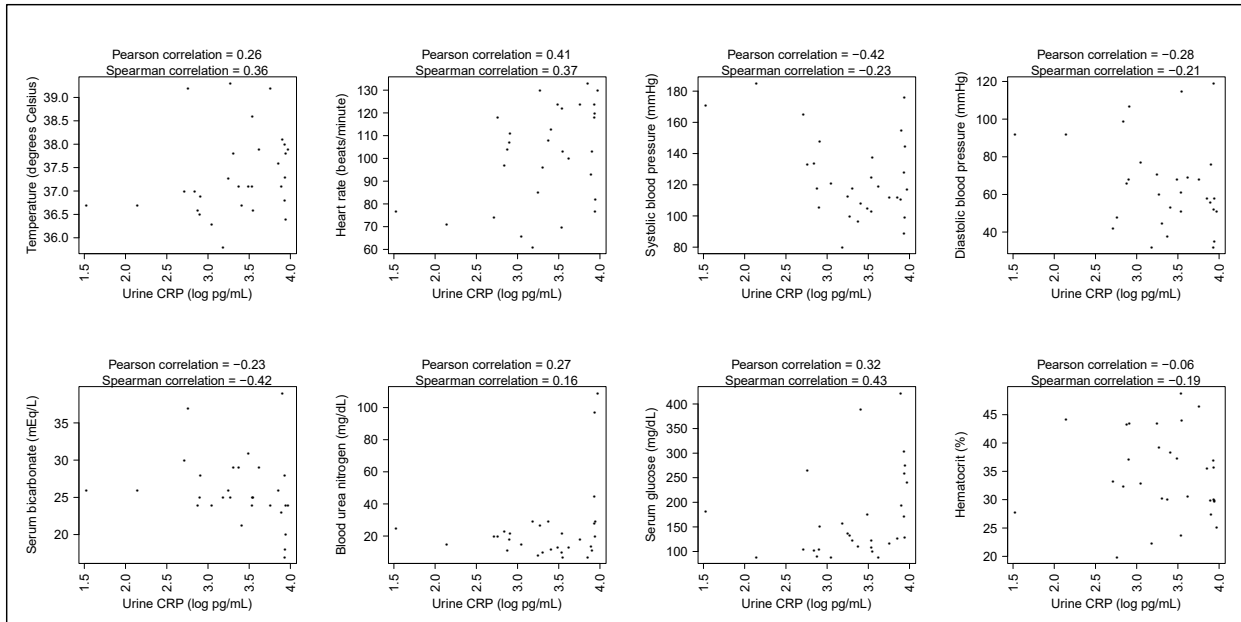 Pearson correlation = 0.26
Spearman correlation = 0.36
Temperature (degrees Celsius)
39.0
38.5
38.0
37.5
37.0
36.5
36.0
1.5 2.0 2.5 3.0 3.5 4.0
Urine CRP (log pg/mL)
Pearson correlation = 0.41
Spearman correlation = 0.37
Heart rate (beats/minute)
130
120
110
100
90
80
70
60
1.5 2.0 2.5 3.0 3.5 4.0
Urine CRP (log pg/mL)
Pearson correlation = −0.42
Spearman correlation = −0.23
Systolic blood pressure (mmHg)
180
160
140
120
100
80
1.5 2.0 2.5 3.0 3.5 4.0
Urine CRP (log pg/mL)
Pearson correlation = −0.28
Spearman correlation = −0.21
Diastolic blood pressure (mmHg)
120
100
80
60
40
1.5 2.0 2.5 3.0 3.5 4.0
Urine CRP (log pg/mL)
Pearson correlation = −0.23
Spearman correlation = −0.42
Serum bicarbonate (mEq/L)
35
30
25
20
1.5 2.0 2.5 3.0 3.5 4.0
Urine CRP (log pg/mL)
Pearson correlation = 0.27
Spearman correlation = 0.16
Blood urea nitrogen (mg/dL)
100
80
60
40
20
1.5 2.0 2.5 3.0 3.5 4.0
Urine CRP (log pg/mL)
Pearson correlation = 0.32
Spearman correlation = 0.43
Serum glucose (mg/dL)
400
350
300
250
200
150
100
1.5 2.0 2.5 3.0 3.5 4.0
Urine CRP (log pg/mL)
Pearson correlation = −0.06
Spearman correlation = −0.19
Hematocrit (%)
45
40
35
30
25
20
1.5 2.0 2.5 3.0 3.5 4.0
Urine CRP (log pg/mL)